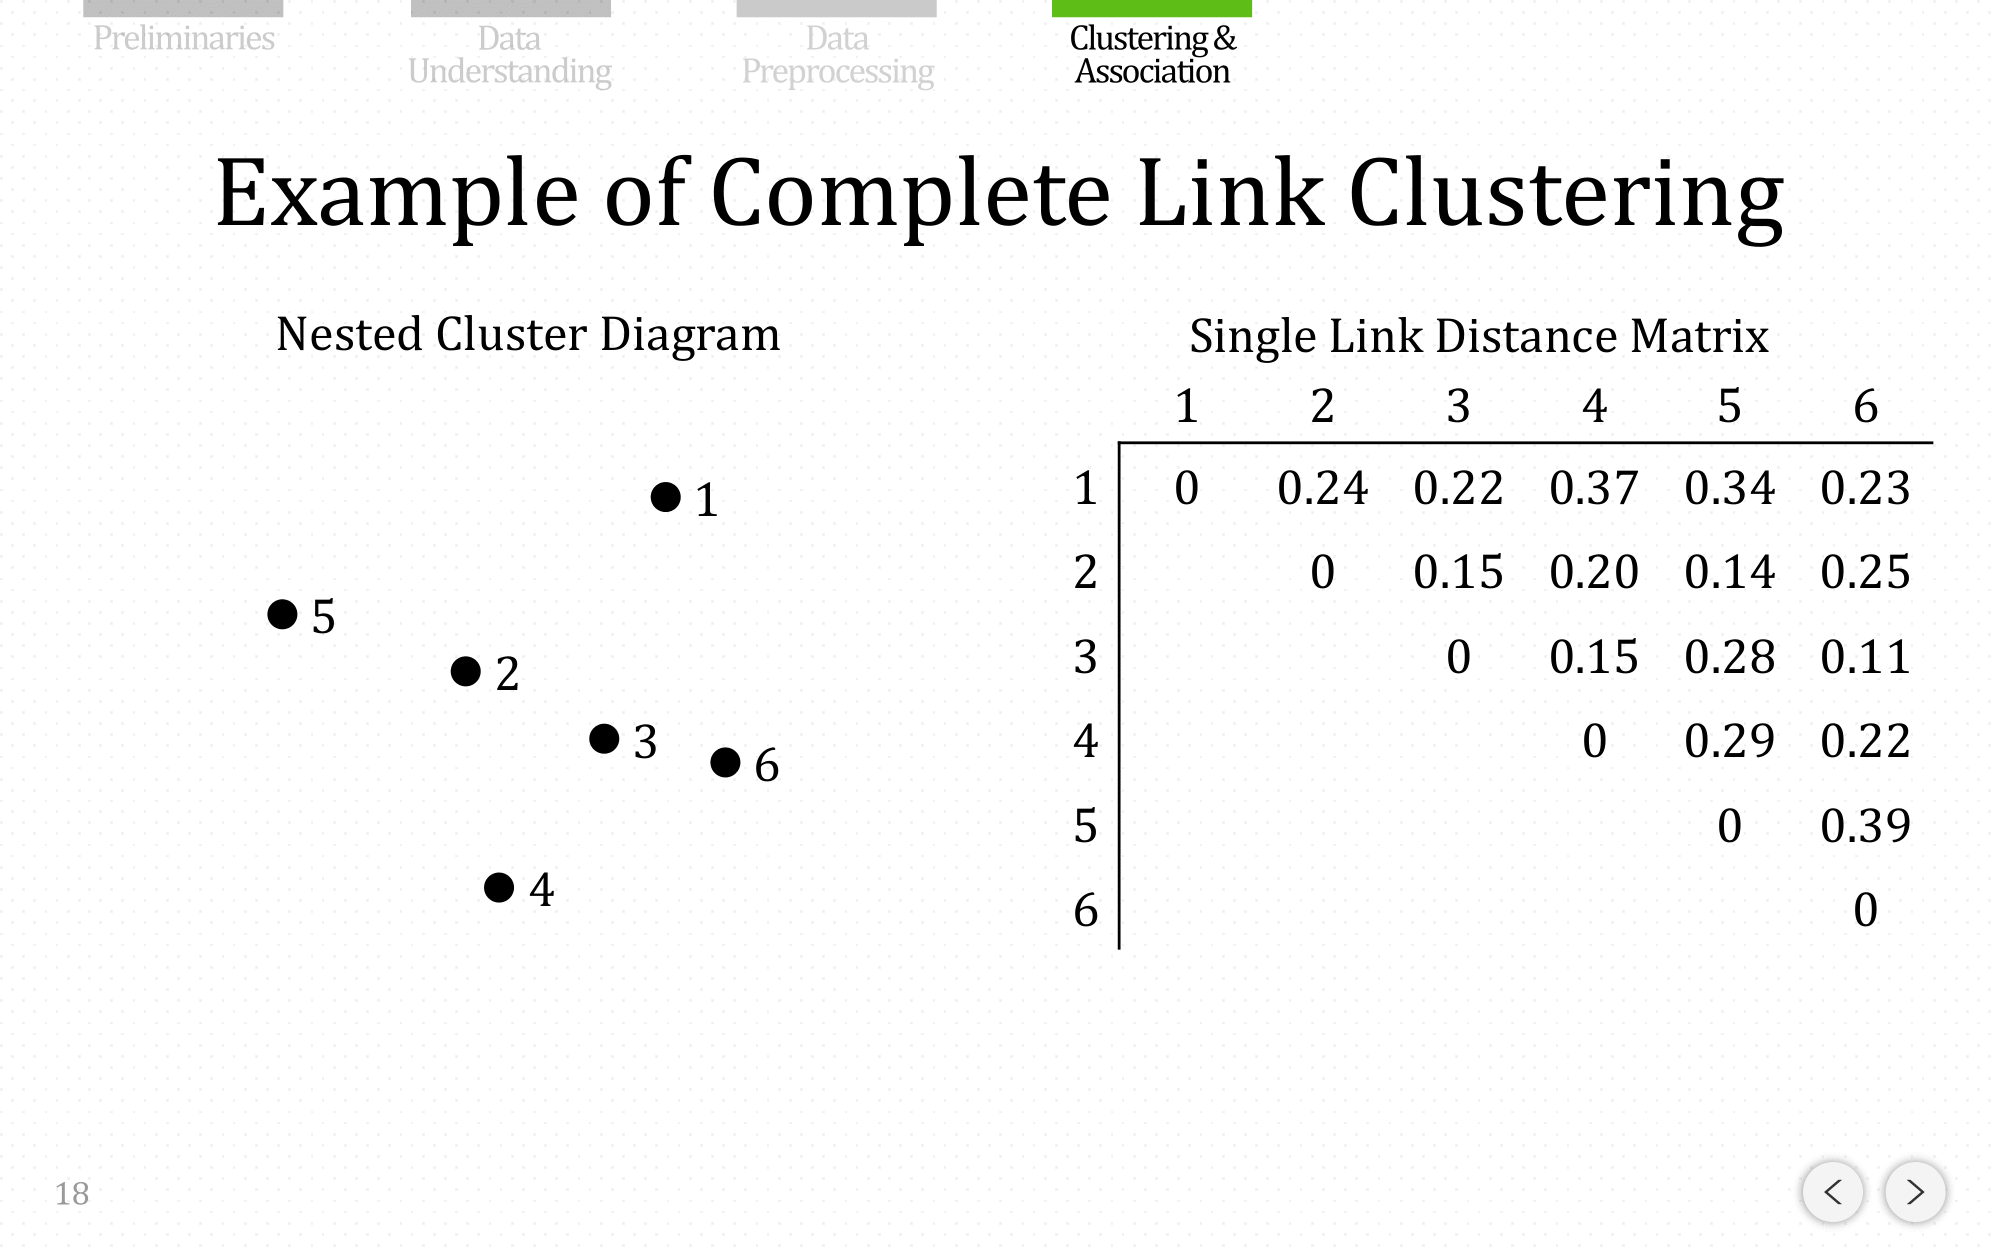 Preliminaries
Data
Understanding
Data
Preprocessing
Clustering &
Association
Example of Complete Link Clustering
Nested Cluster Diagram
1
5
2
3
6
4
Single Link Distance Matrix
1 2 3 4 5 6
1 0 0.24 0.22 0.37 0.34 0.23
2 0 0.15 0.20 0.14 0.25
3 0 0.15 0.28 0.11
4 0 0.29 0.22
5 0 0.39
6 0
18